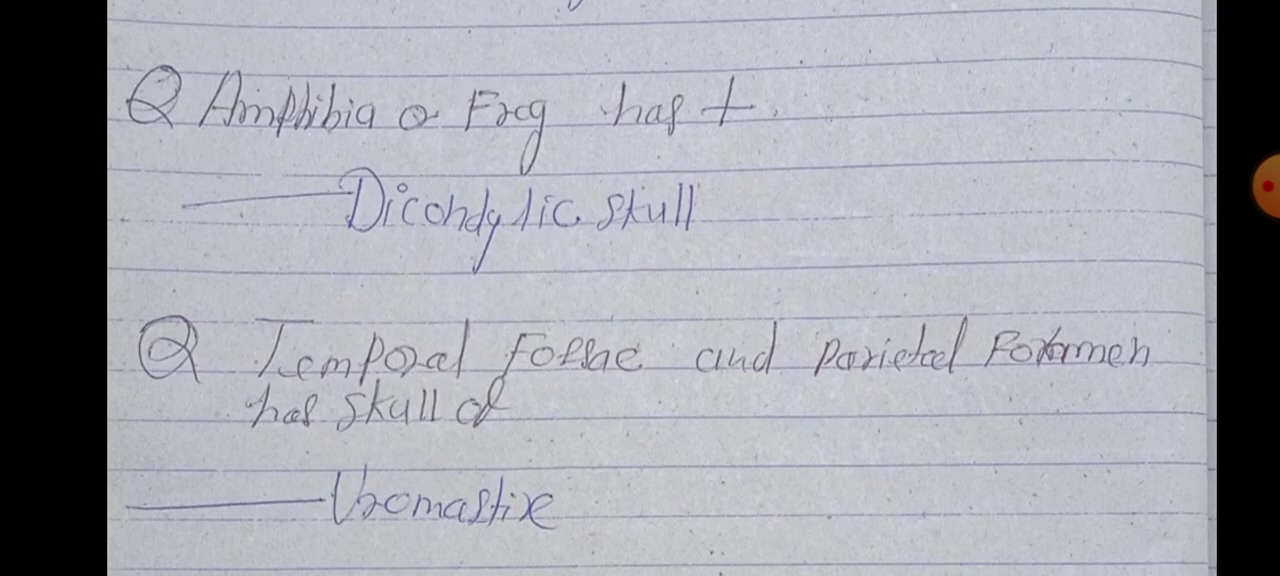 Q Amphibia or Frog has t.
Dicondylic skull
Q Temporal Fossae and parietal Foramen
has skull of
Uromastix